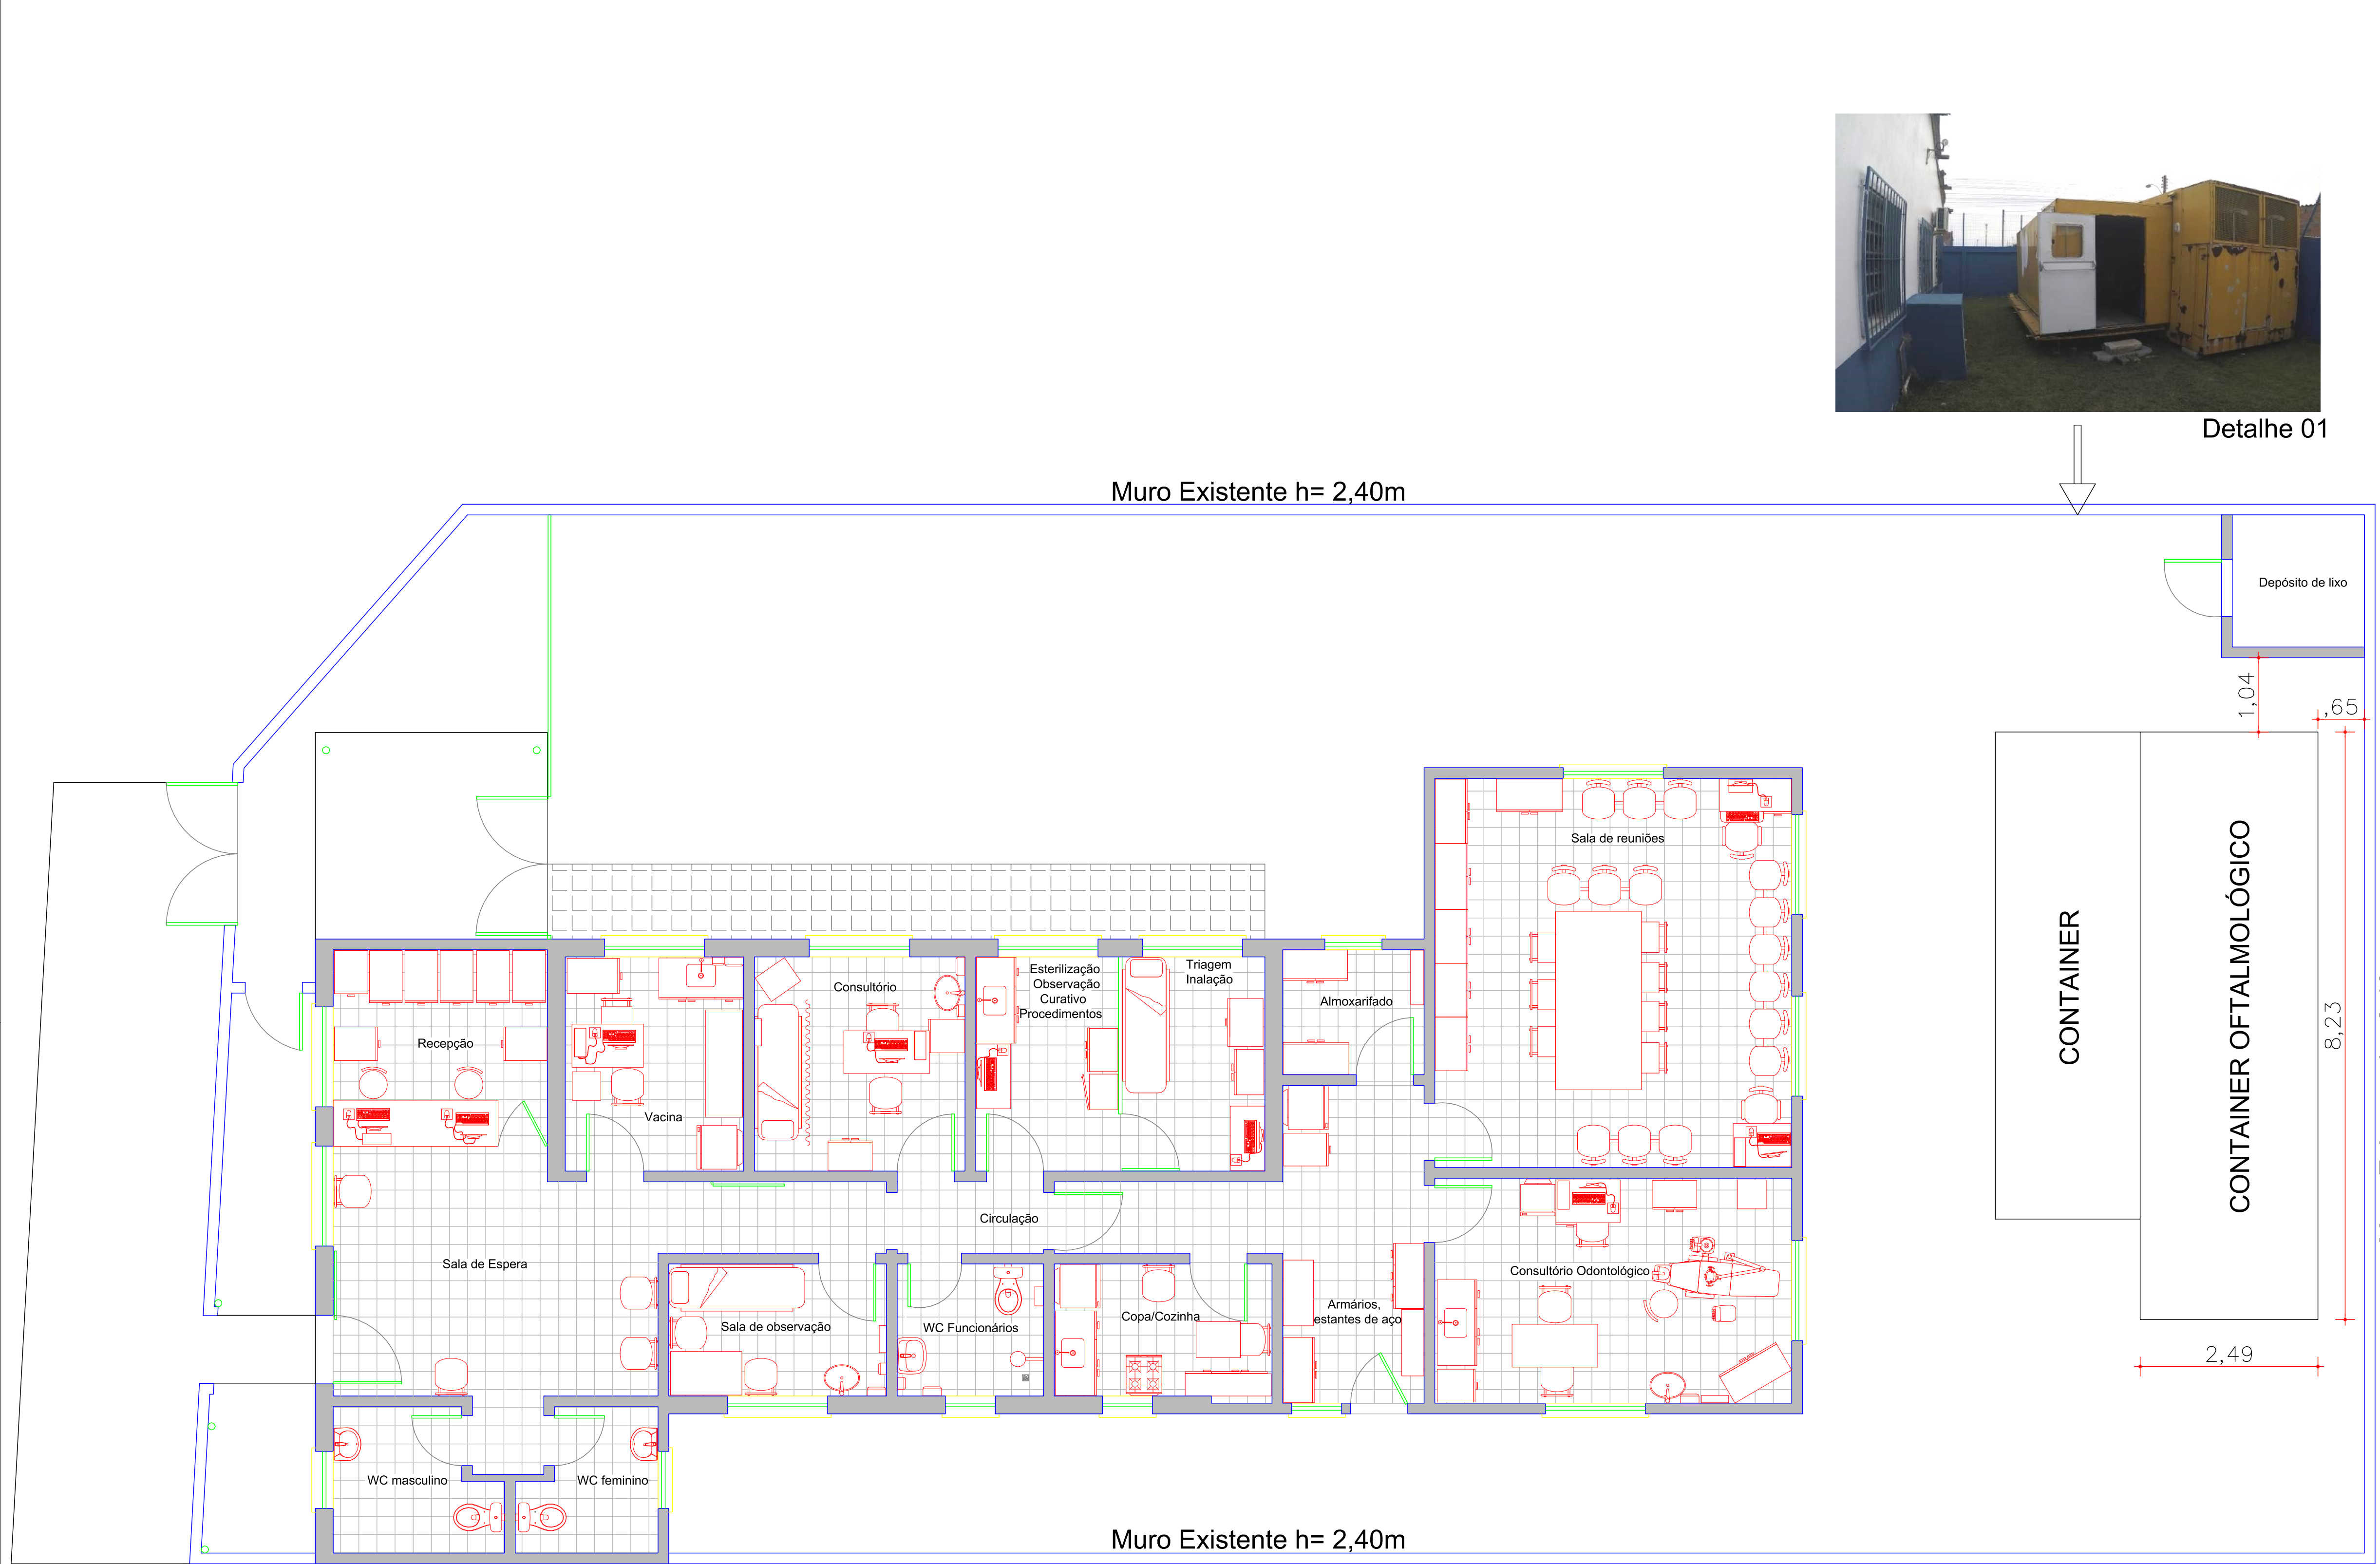 Detalhe 01
Muro Existente h= 2,40m
Depósito de lixo
1,04
,65
Sala de reuniões
CONTAINER
CONTAINER OFTALMOLÓGICO
8,23
2,49
Recepção
Vacina
Consultório
Esterilização
Observação
Curativo
Procedimentos
Triagem
Inalação
Almoxarifado
Circulação
Sala de Espera
Sala de observação
WC Funcionários
Copa/Cozinha
Armários,
estantes de aço
Consultório Odontológico
WC masculino
WC feminino
Muro Existente h= 2,40m